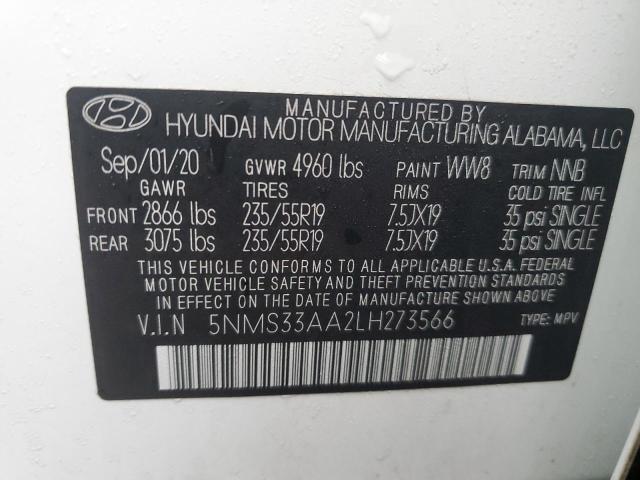 MANUFACTURED BY
HYUNDAI MOTOR MANUFACTURING ALABAMA, LLC
Sep/01/20 GVWR 4960 lbs PAINT WW8 TRIM NNB
GAWR TIRES RIMS COLD TIRE INFL
FRONT 2866 lbs 235/55R19 7.5JX19 35 psi SINGLE
REAR 3075 lbs 235/55R19 7.5JX19 35 psi SINGLE
THIS VEHICLE CONFORMS TO ALL APPLICABLE U.S.A. FEDERAL
MOTOR VEHICLE SAFETY AND THEFT PREVENTION STANDARDS
IN EFFECT ON THE DATE OF MANUFACTURE SHOWN ABOVE.
V.I.N 5NMS33AA2LH273566 TYPE: MPV